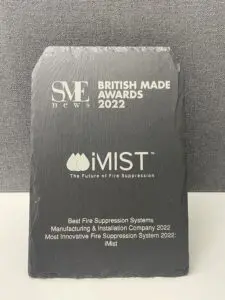 SME
news
BRITISH MADE
AWARDS
2022
iMIST™
The Future of Fire Suppression
Best Fire Suppression Systems
Manufacturing & Installation Company 2022
Most Innovative Fire Suppression System 2022:
iMist